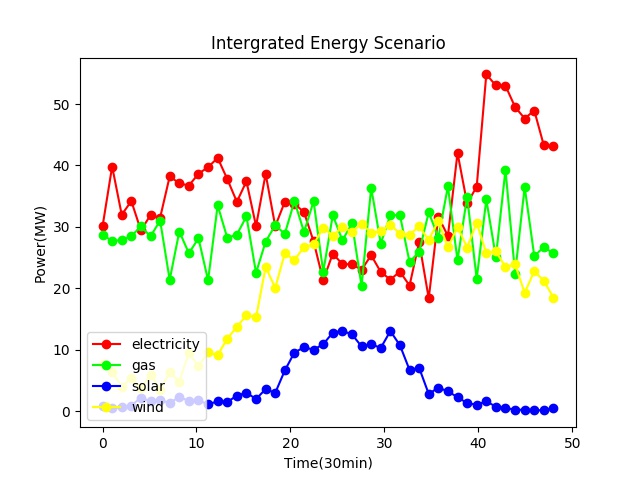 Intergrated Energy Scenario
Power(MW)
50
40
30
20
10
0
electricity
gas
solar
wind
0 10 20 30 40 50
Time(30min)